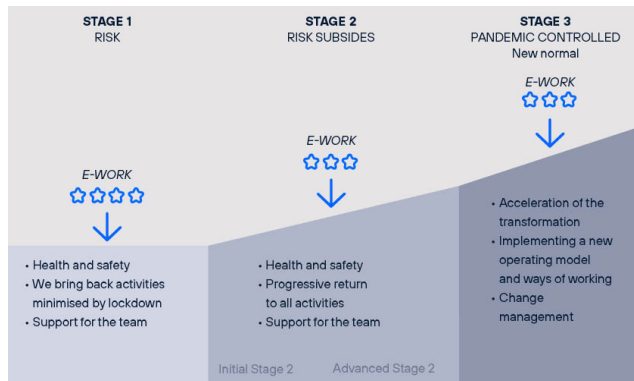 STAGE 1
RISK
STAGE 2
RISK SUBSIDES
STAGE 3
PANDEMIC CONTROLLED
New normal
E-WORK
E-WORK
E-WORK
• Health and safety
• We bring back activities
minimised by lockdown
• Support for the team
• Health and safety
• Progressive return
to all activities
• Support for the team
Initial Stage 2
Advanced Stage 2
• Acceleration of the
transformation
• Implementing a new
operating model
and ways of working
• Change
management